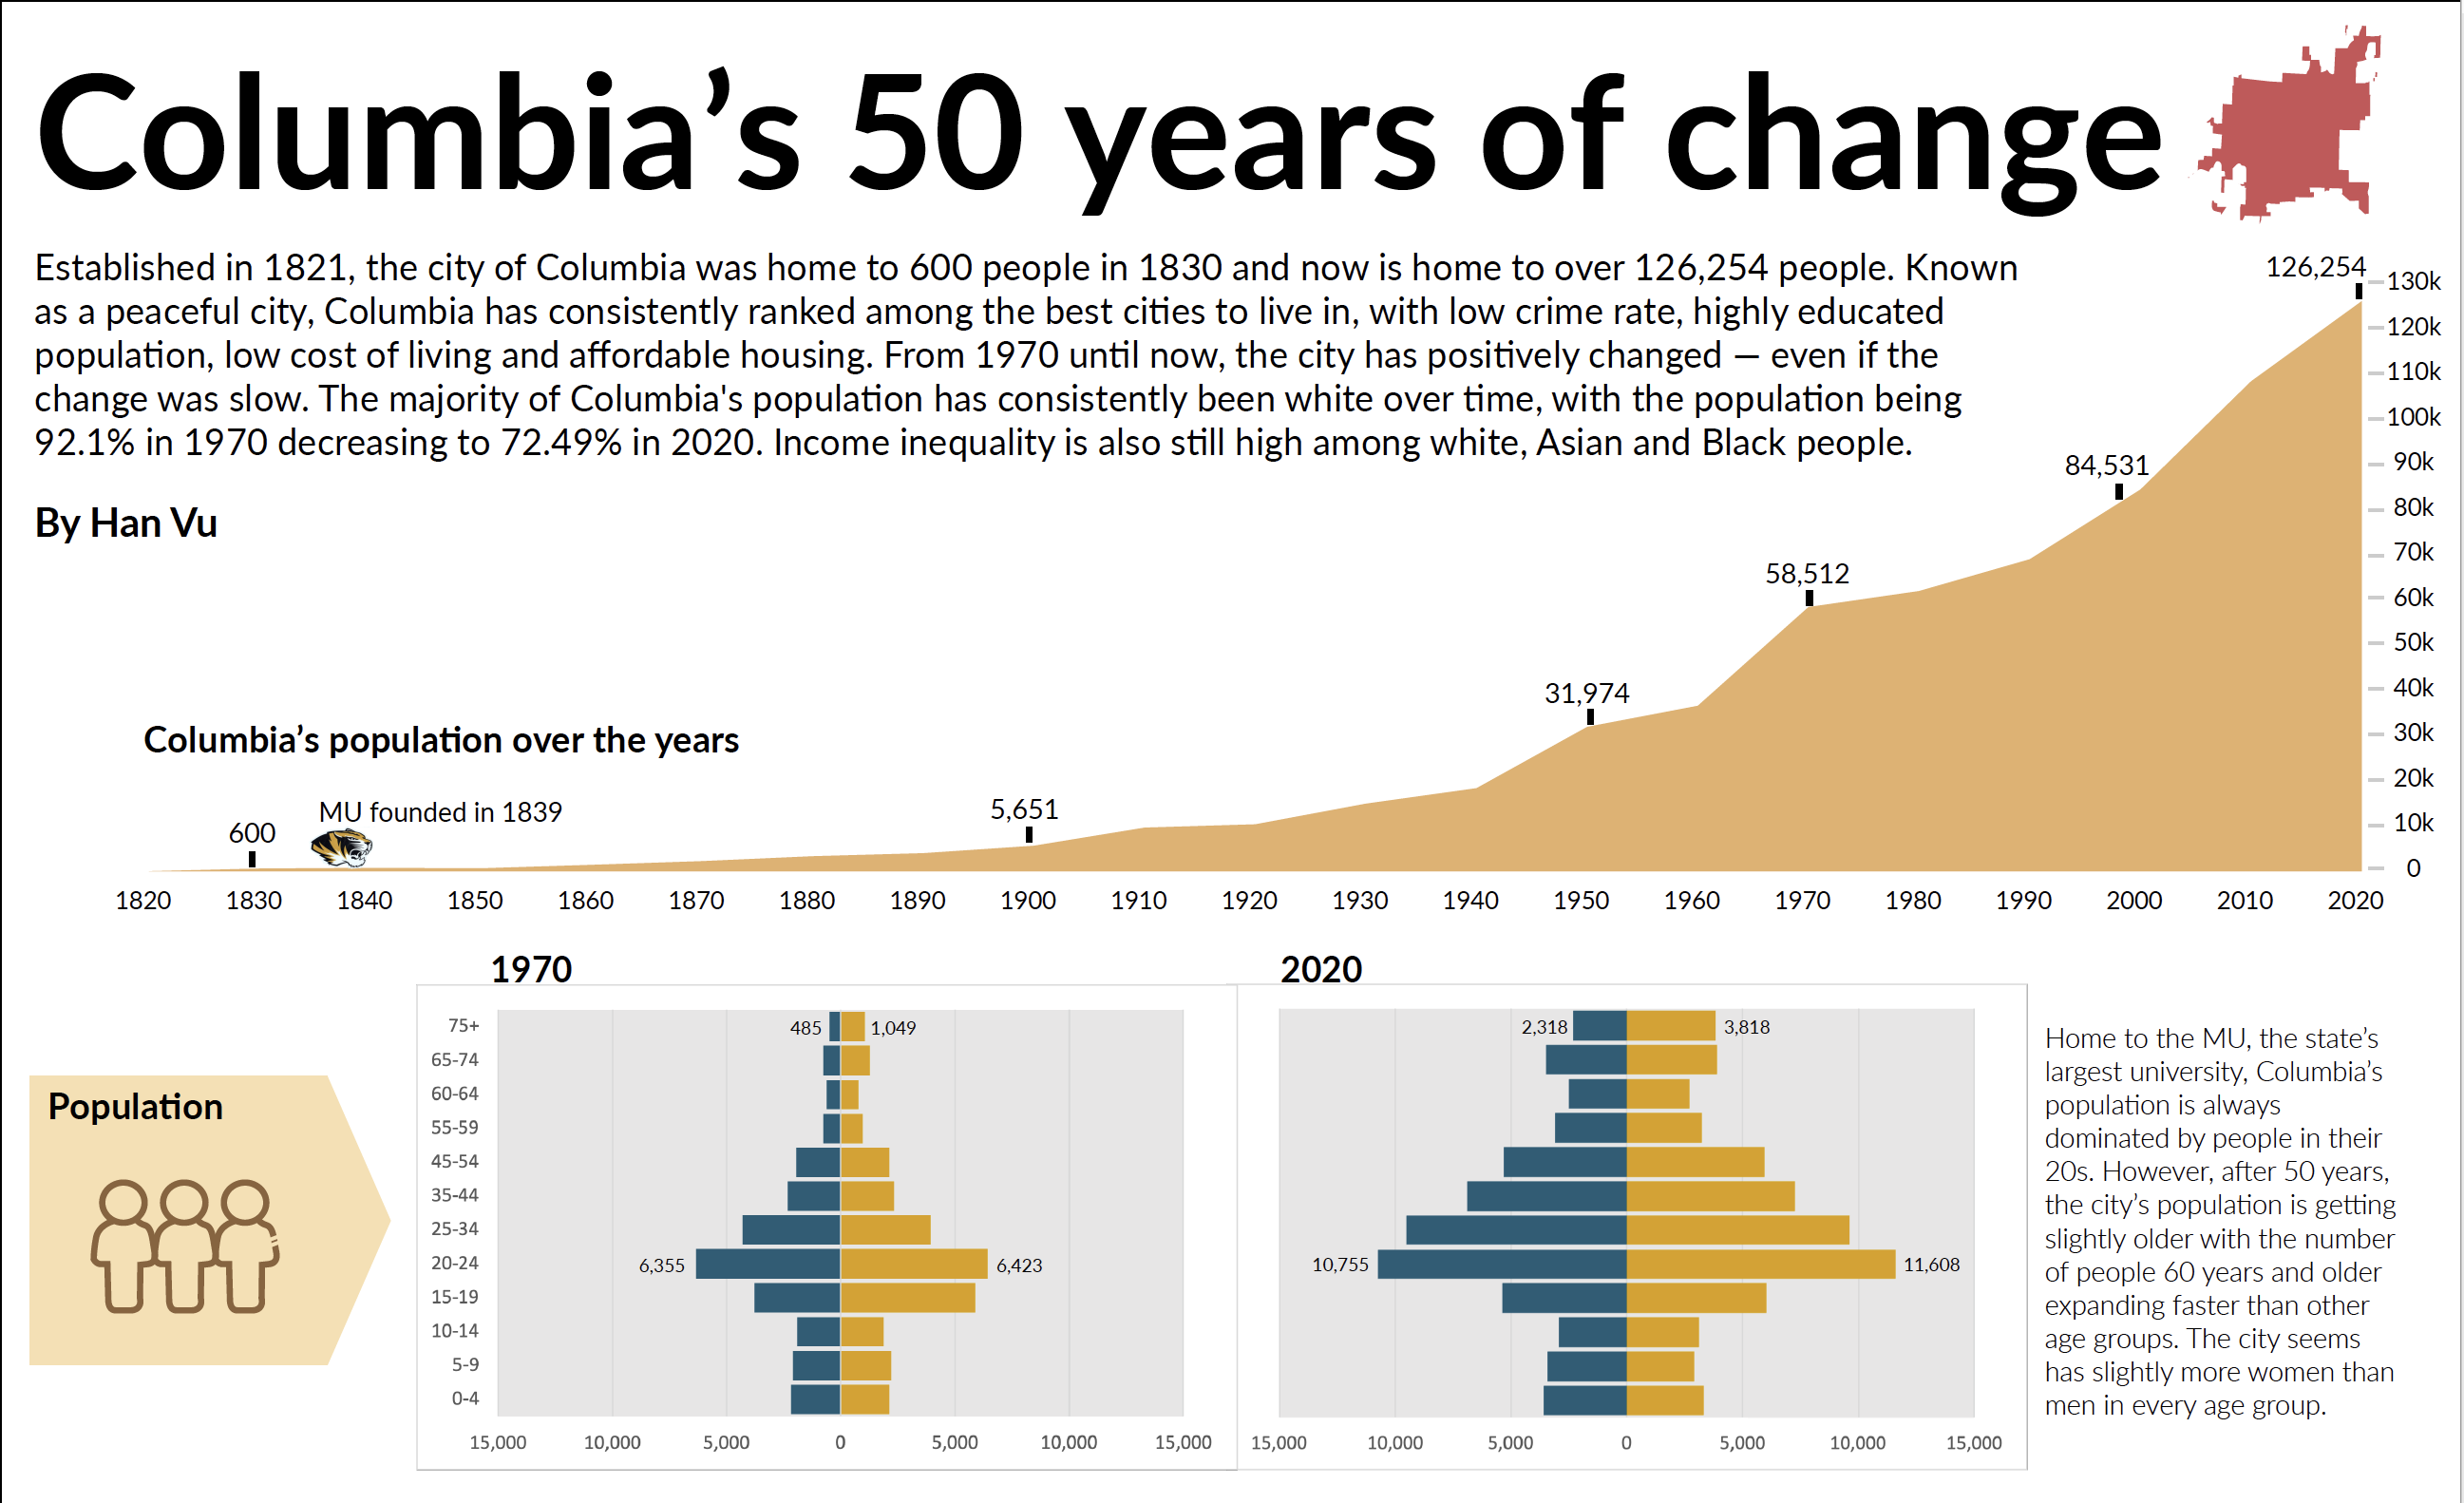 Columbia’s 50 years of change
Established in 1821, the city of Columbia was home to 600 people in 1830 and now is home to over 126,254 people. Known
as a peaceful city, Columbia has consistently ranked among the best cities to live in, with low crime rate, highly educated
population, low cost of living and affordable housing. From 1970 until now, the city has positively changed — even if the
change was slow. The majority of Columbia's population has consistently been white over time, with the population being
92.1% in 1970 decreasing to 72.49% in 2020. Income inequality is also still high among white, Asian and Black people.
By Han Vu
Columbia’s population over the years
600
MU founded in 1839
5,651
31,974
58,512
84,531
126,254
130k
120k
110k
100k
90k
80k
70k
60k
50k
40k
30k
20k
10k
0
1820 1830 1840 1850 1860 1870 1880 1890 1900 1910 1920 1930 1940 1950 1960 1970 1980 1990 2000 2010 2020
Population
1970
75+ 485 1,049
65-74
60-64
55-59
45-54
35-44
25-34
20-24 6,355 6,423
15-19
10-14
5-9
0-4
15,000 10,000 5,000 0 5,000 10,000 15,000
2020
2,318 3,818
10,755 11,608
15,000 10,000 5,000 0 5,000 10,000 15,000
Home to the MU, the state’s
largest university, Columbia’s
population is always
dominated by people in their
20s. However, after 50 years,
the city’s population is getting
slightly older with the number
of people 60 years and older
expanding faster than other
age groups. The city seems
has slightly more women than
men in every age group.